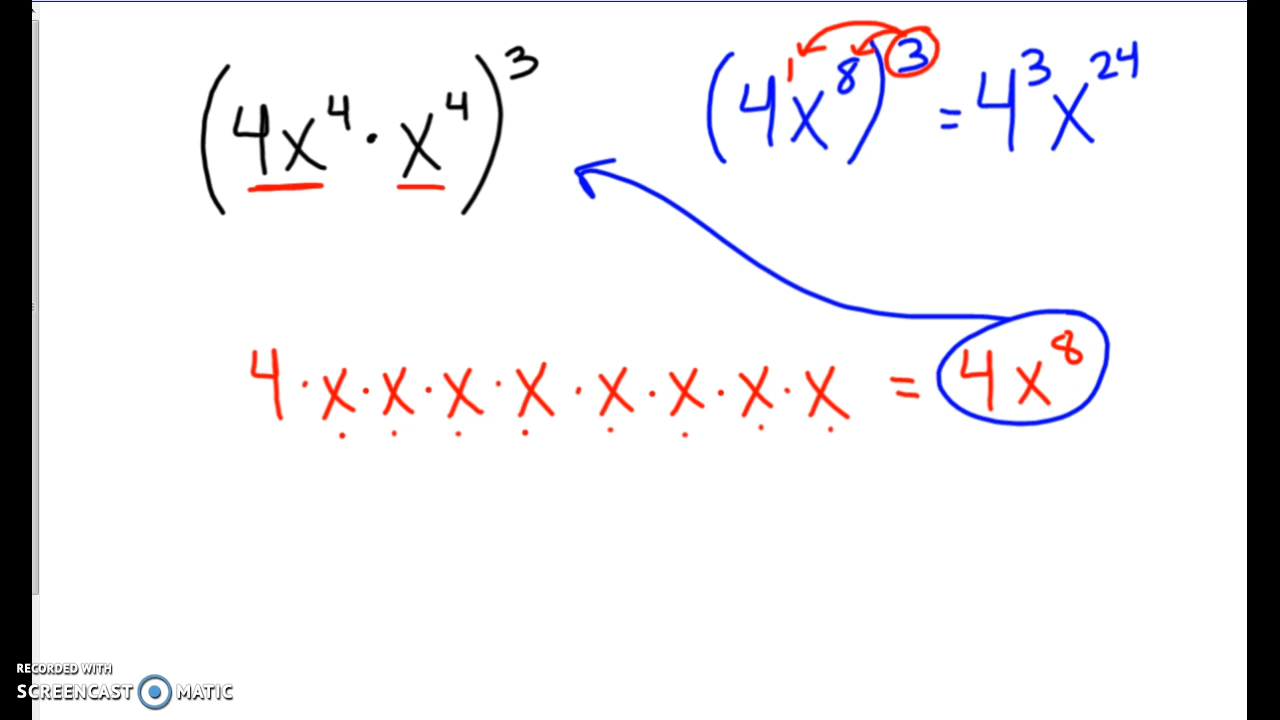 (4x⁴ · x⁴)³
(4¹x⁸)³ = 4³x²⁴
4 · x · x · x · x · x · x · x · x = 4x⁸
RECORDED WITH
SCREENCAST MATIC